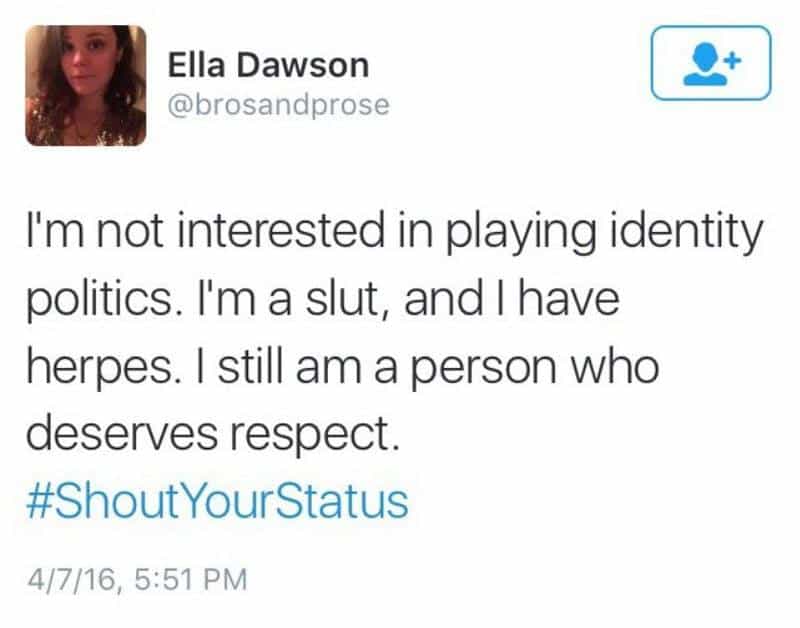 Ella Dawson
@brosandprose
I'm not interested in playing identity
politics. I'm a slut, and I have
herpes. I still am a person who
deserves respect.
#ShoutYourStatus
4/7/16, 5:51 PM